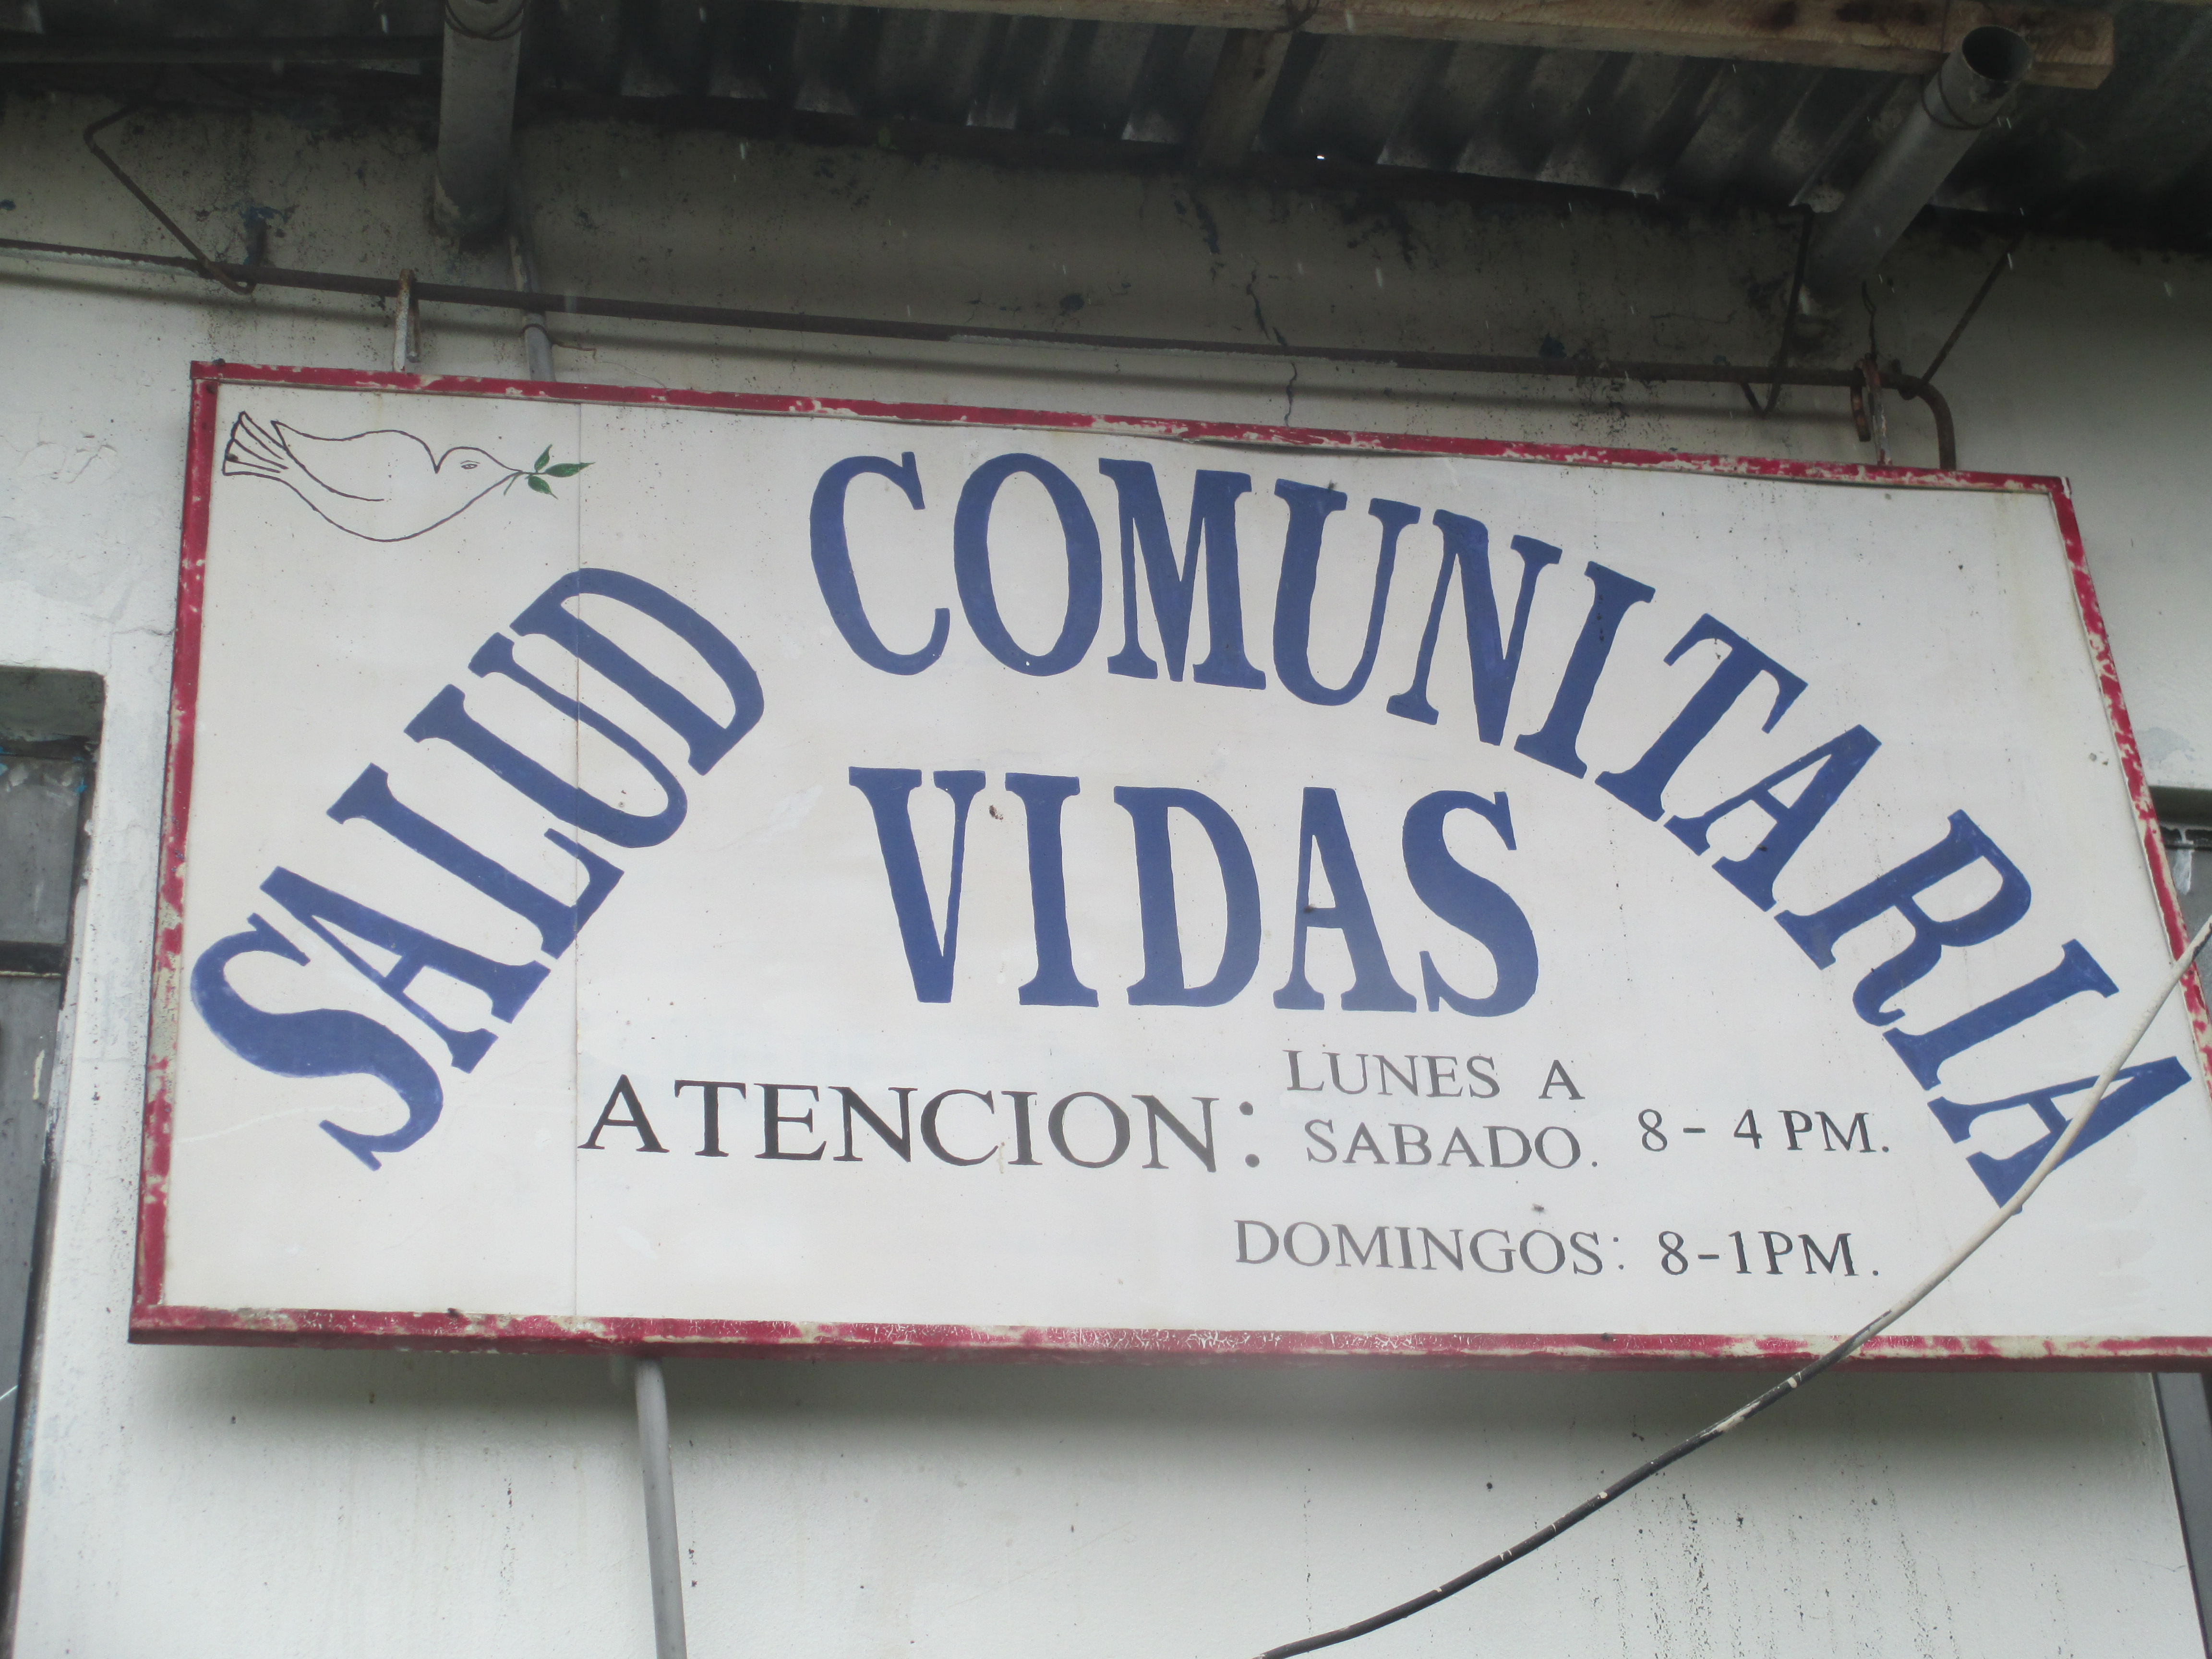 SALUD COMUNITARIA
VIDAS
ATENCION: LUNES A
SABADO. 8 - 4 PM.
DOMINGOS: 8-1PM.